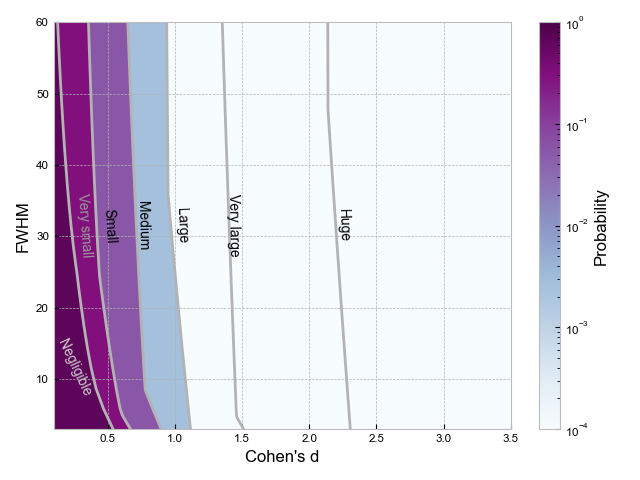 60
50
40
30
20
10
FWHM
Negligible
Very small
Small
Medium
Large
Very large
Huge
0.5
1.0
1.5
2.0
2.5
3.0
3.5
Cohen's d
10⁰
10⁻¹
10⁻²
10⁻³
10⁻⁴
Probability